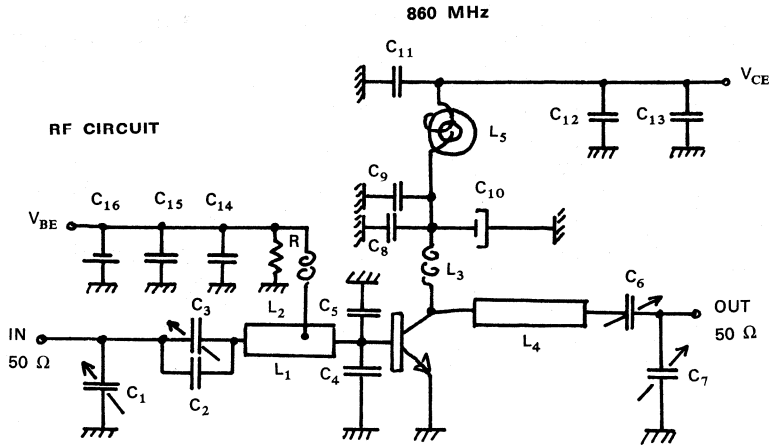 860 MHz
C11
VCE
RF CIRCUIT
L5
C12
C13
C9
C10
C16
C15
C14
VBE
R
C8
L3
C6
L2
C3
C5
OUT
50 Ω
IN
50 Ω
L4
L1
C4
C1
C2
C7